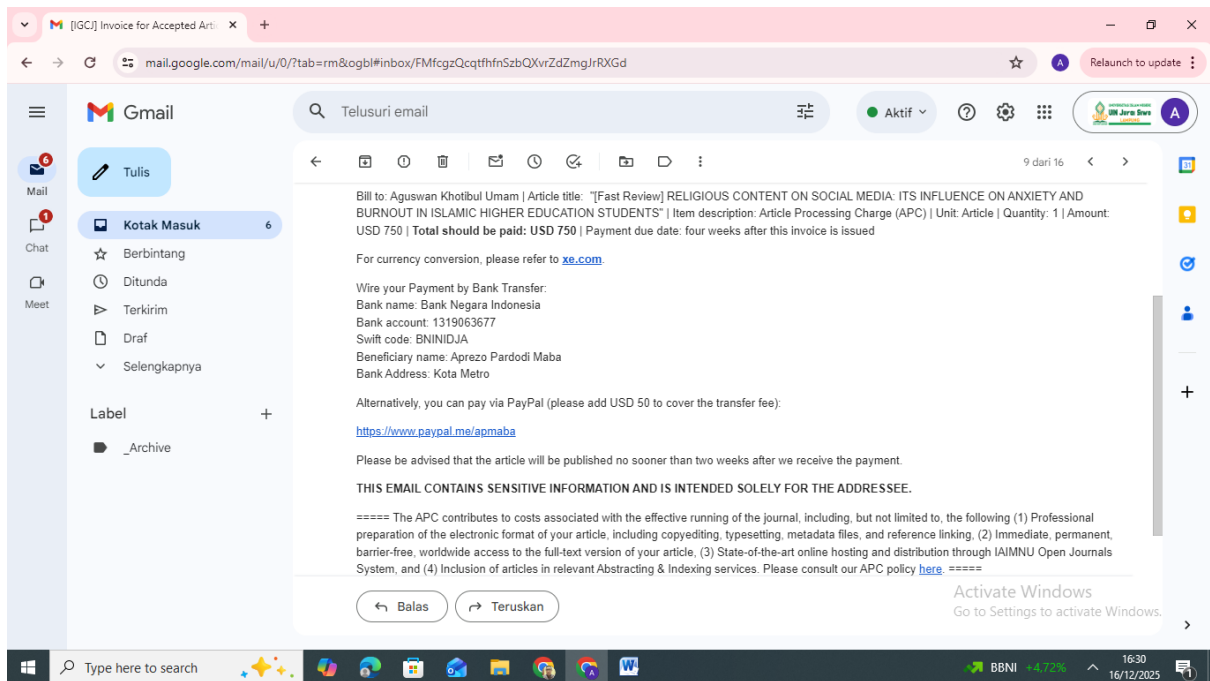 [IGCJ] Invoice for Accepted Arti
mail.google.com/mail/u/0/?tab=rm&ogbl#inbox/FMfcgzQcqtfhfnSzbQXvrZdZmgJrRXGd
A
Relaunch to update
Gmail
Telusuri email
Aktif
UIN Jurai Siwo
LAMPUNG
A
6
Mail
1
Chat
Meet
Tulis
Kotak Masuk 6
Berbintang
Ditunda
Terkirim
Draf
Selengkapnya
Label
_Archive
9 dari 16
31
Bill to: Aguswan Khotibul Umam | Article title: "[Fast Review] RELIGIOUS CONTENT ON SOCIAL MEDIA: ITS INFLUENCE ON ANXIETY AND
BURNOUT IN ISLAMIC HIGHER EDUCATION STUDENTS" | Item description: Article Processing Charge (APC) | Unit: Article | Quantity: 1 | Amount:
USD 750 | Total should be paid: USD 750 | Payment due date: four weeks after this invoice is issued
For currency conversion, please refer to xe.com.
Wire your Payment by Bank Transfer:
Bank name: Bank Negara Indonesia
Bank account: 1319063677
Swift code: BNINIDJA
Beneficiary name: Aprezo Pardodi Maba
Bank Address: Kota Metro
Alternatively, you can pay via PayPal (please add USD 50 to cover the transfer fee):
https://www.paypal.me/apmaba
Please be advised that the article will be published no sooner than two weeks after we receive the payment.
THIS EMAIL CONTAINS SENSITIVE INFORMATION AND IS INTENDED SOLELY FOR THE ADDRESSEE.
===== The APC contributes to costs associated with the effective running of the journal, including, but not limited to, the following (1) Professional
preparation of the electronic format of your article, including copyediting, typesetting, metadata files, and reference linking, (2) Immediate, permanent,
barrier-free, worldwide access to the full-text version of your article, (3) State-of-the-art online hosting and distribution through IAIMNU Open Journals
System, and (4) Inclusion of articles in relevant Abstracting & Indexing services. Please consult our APC policy here. =====
Balas
Teruskan
Activate Windows
Go to Settings to activate Windows.
Type here to search
BBNI +4,72%
16:30
16/12/2025
1